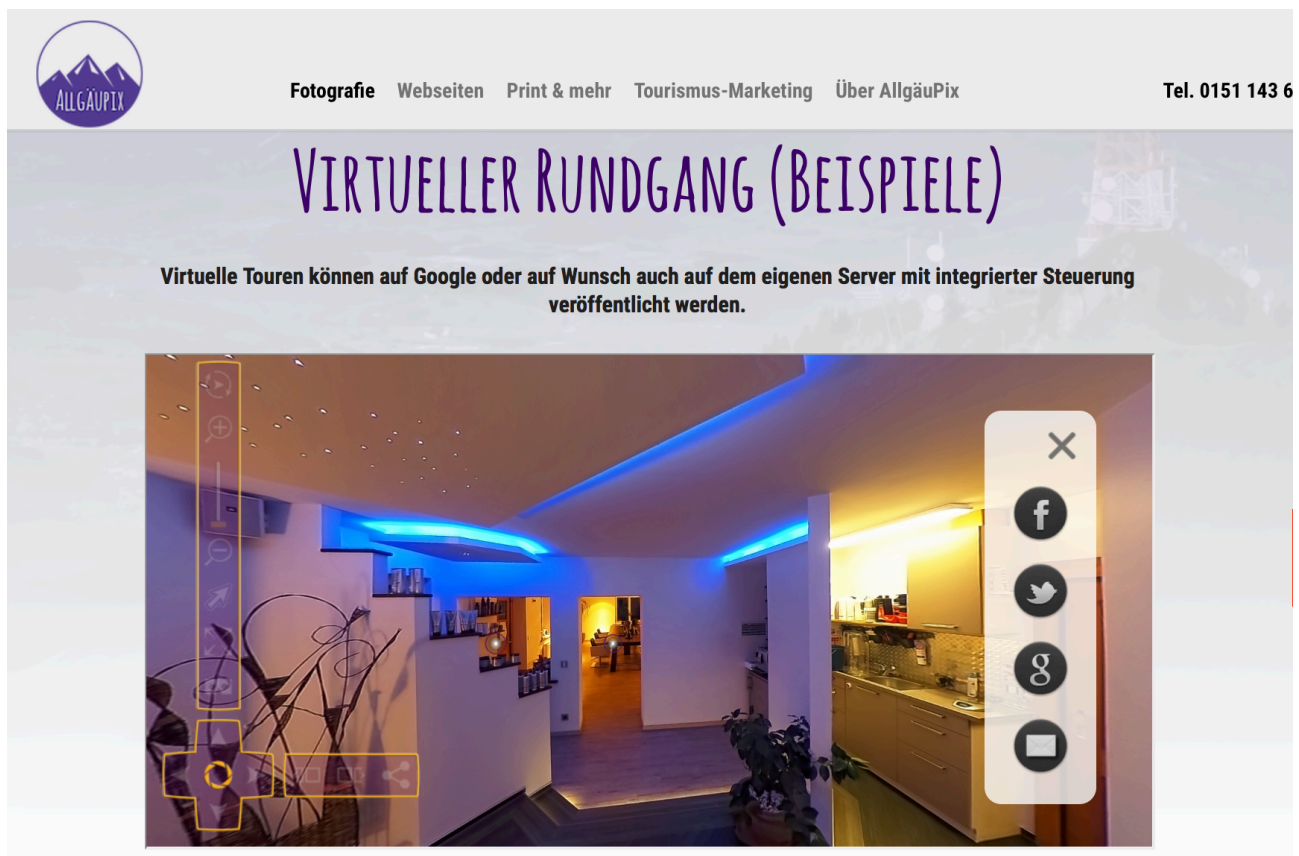 ALLGÄUPIX
Fotografie Webseiten Print & mehr Tourismus-Marketing Über AllgäuPix Tel. 0151 143 6
VIRTUELLER RUNDGANG (BEISPIELE)
Virtuelle Touren können auf Google oder auf Wunsch auch auf dem eigenen Server mit integrierter Steuerung
veröffentlicht werden.